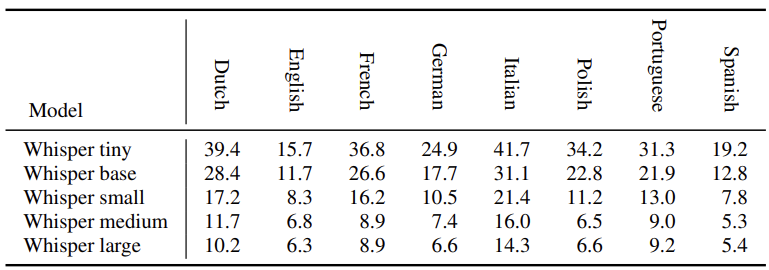 Model Dutch English French German Italian Polish Portuguese Spanish
Whisper tiny 39.4 15.7 36.8 24.9 41.7 34.2 31.3 19.2
Whisper base 28.4 11.7 26.6 17.7 31.1 22.8 21.9 12.8
Whisper small 17.2 8.3 16.2 10.5 21.4 11.2 13.0 7.8
Whisper medium 11.7 6.8 8.9 7.4 16.0 6.5 9.0 5.3
Whisper large 10.2 6.3 8.9 6.6 14.3 6.6 9.2 5.4